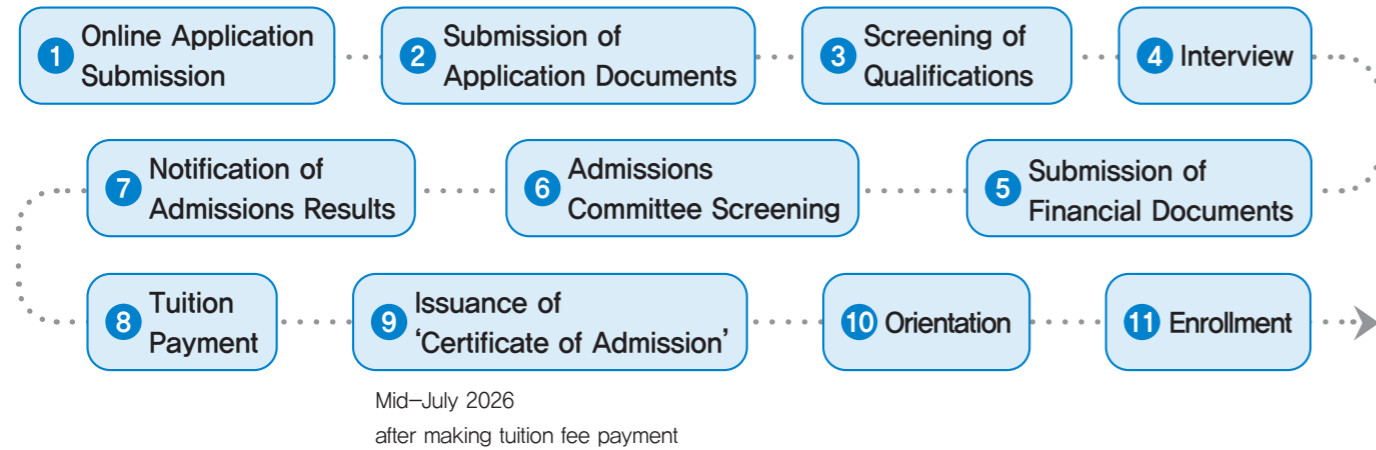 1 Online Application
Submission
2 Submission of
Application Documents
3 Screening of
Qualifications
4 Interview
5 Submission of
Financial Documents
6 Admissions
Committee Screening
7 Notification of
Admissions Results
8 Tuition
Payment
9 Issuance of
‘Certificate of Admission’
Mid–July 2026
after making tuition fee payment
10 Orientation
11 Enrollment